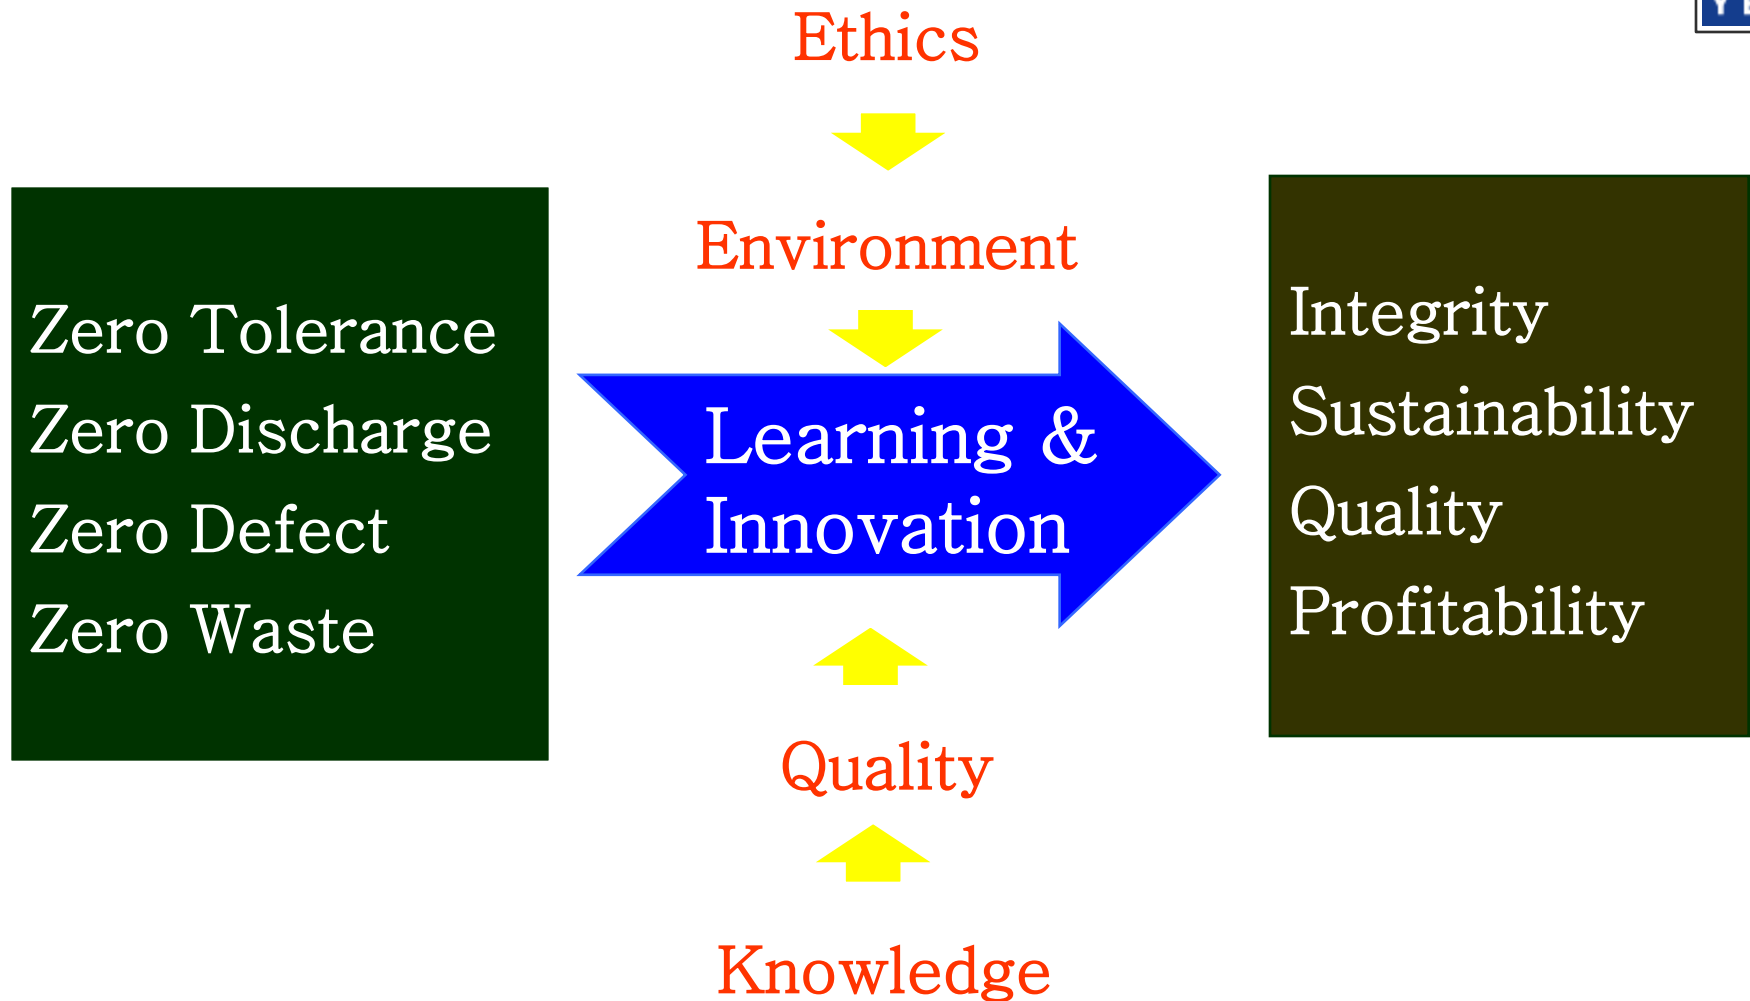 Ethics
Environment
Zero Tolerance
Zero Discharge
Zero Defect
Zero Waste
Learning &
Innovation
Integrity
Sustainability
Quality
Profitability
Quality
Knowledge